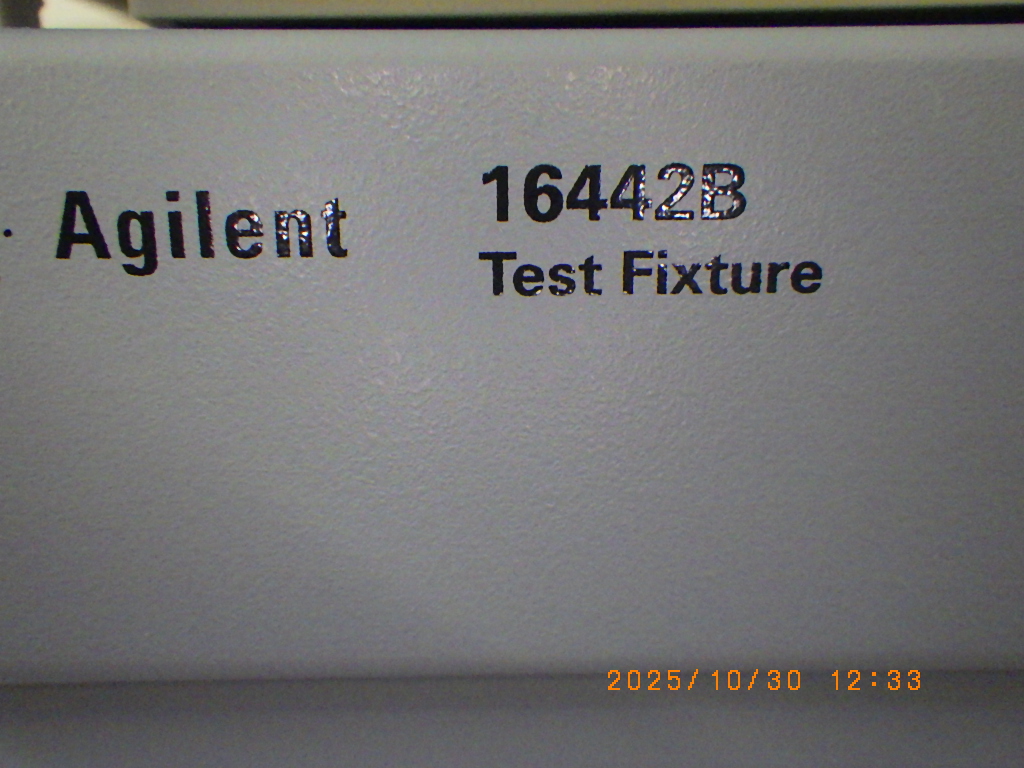 Agilent
16442B
Test Fixture
2025/10/30 12:33